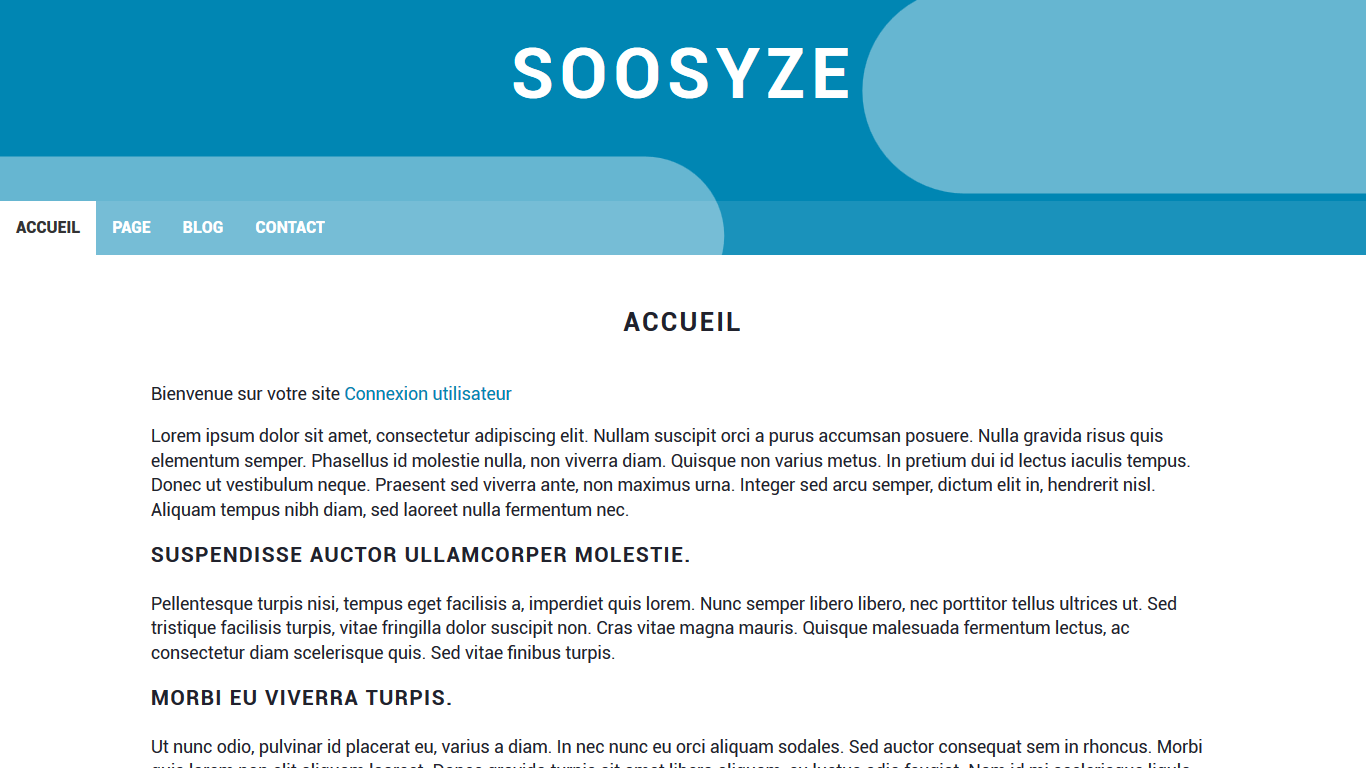 SOOSYZE
ACCUEIL PAGE BLOG CONTACT
ACCUEIL
Bienvenue sur votre site Connexion utilisateur
Lorem ipsum dolor sit amet, consectetur adipiscing elit. Nullam suscipit orci a purus accumsan posuere. Nulla gravida risus quis
elementum semper. Phasellus id molestie nulla, non viverra diam. Quisque non varius metus. In pretium dui id lectus iaculis tempus.
Donec ut vestibulum neque. Praesent sed viverra ante, non maximus urna. Integer sed arcu semper, dictum elit in, hendrerit nisl.
Aliquam tempus nibh diam, sed laoreet nulla fermentum nec.
SUSPENDISSE AUCTOR ULLAMCORPER MOLESTIE.
Pellentesque turpis nisi, tempus eget facilisis a, imperdiet quis lorem. Nunc semper libero libero, nec porttitor tellus ultrices ut. Sed
tristique facilisis turpis, vitae fringilla dolor suscipit non. Cras vitae magna mauris. Quisque malesuada fermentum lectus, ac
consectetur diam scelerisque quis. Sed vitae finibus turpis.
MORBI EU VIVERRA TURPIS.
Ut nunc odio, pulvinar id placerat eu, varius a diam. In nec nunc eu orci aliquam sodales. Sed auctor consequat sem in rhoncus. Morbi